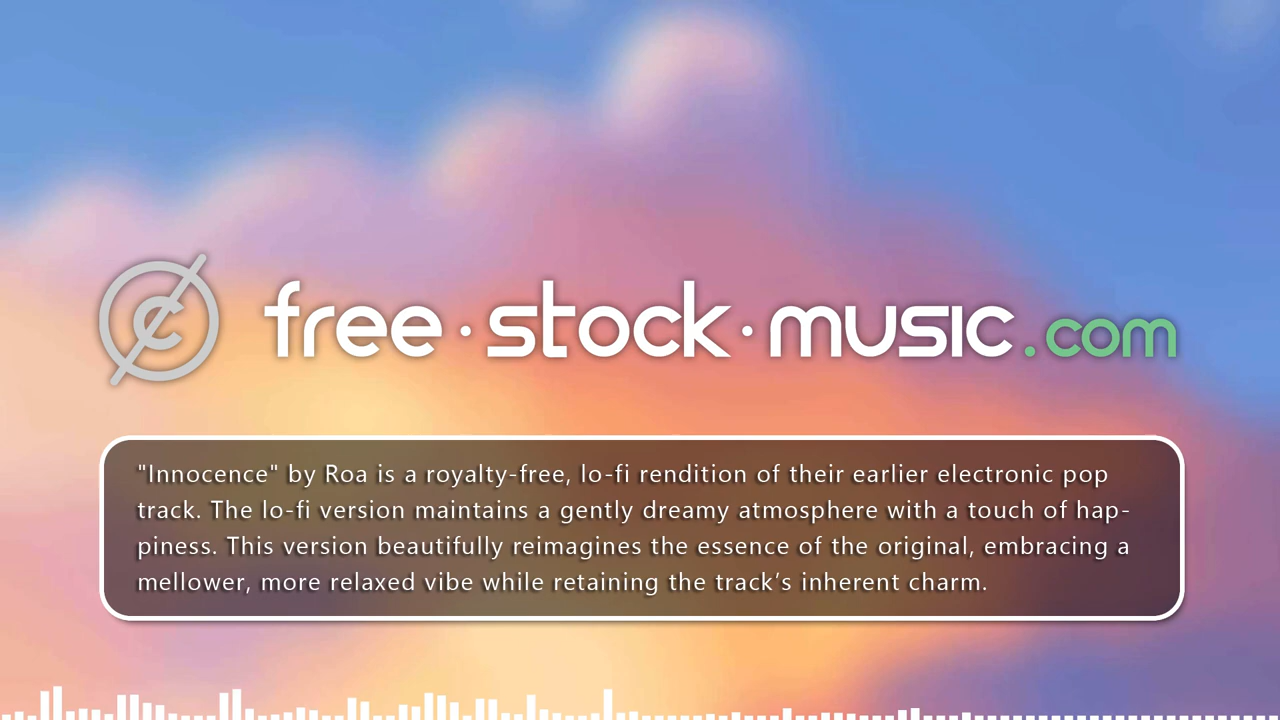 free·stock·music.com
"Innocence" by Roa is a royalty-free, lo-fi rendition of their earlier electronic pop
track. The lo-fi version maintains a gently dreamy atmosphere with a touch of hap-
piness. This version beautifully reimagines the essence of the original, embracing a
mellower, more relaxed vibe while retaining the track’s inherent charm.